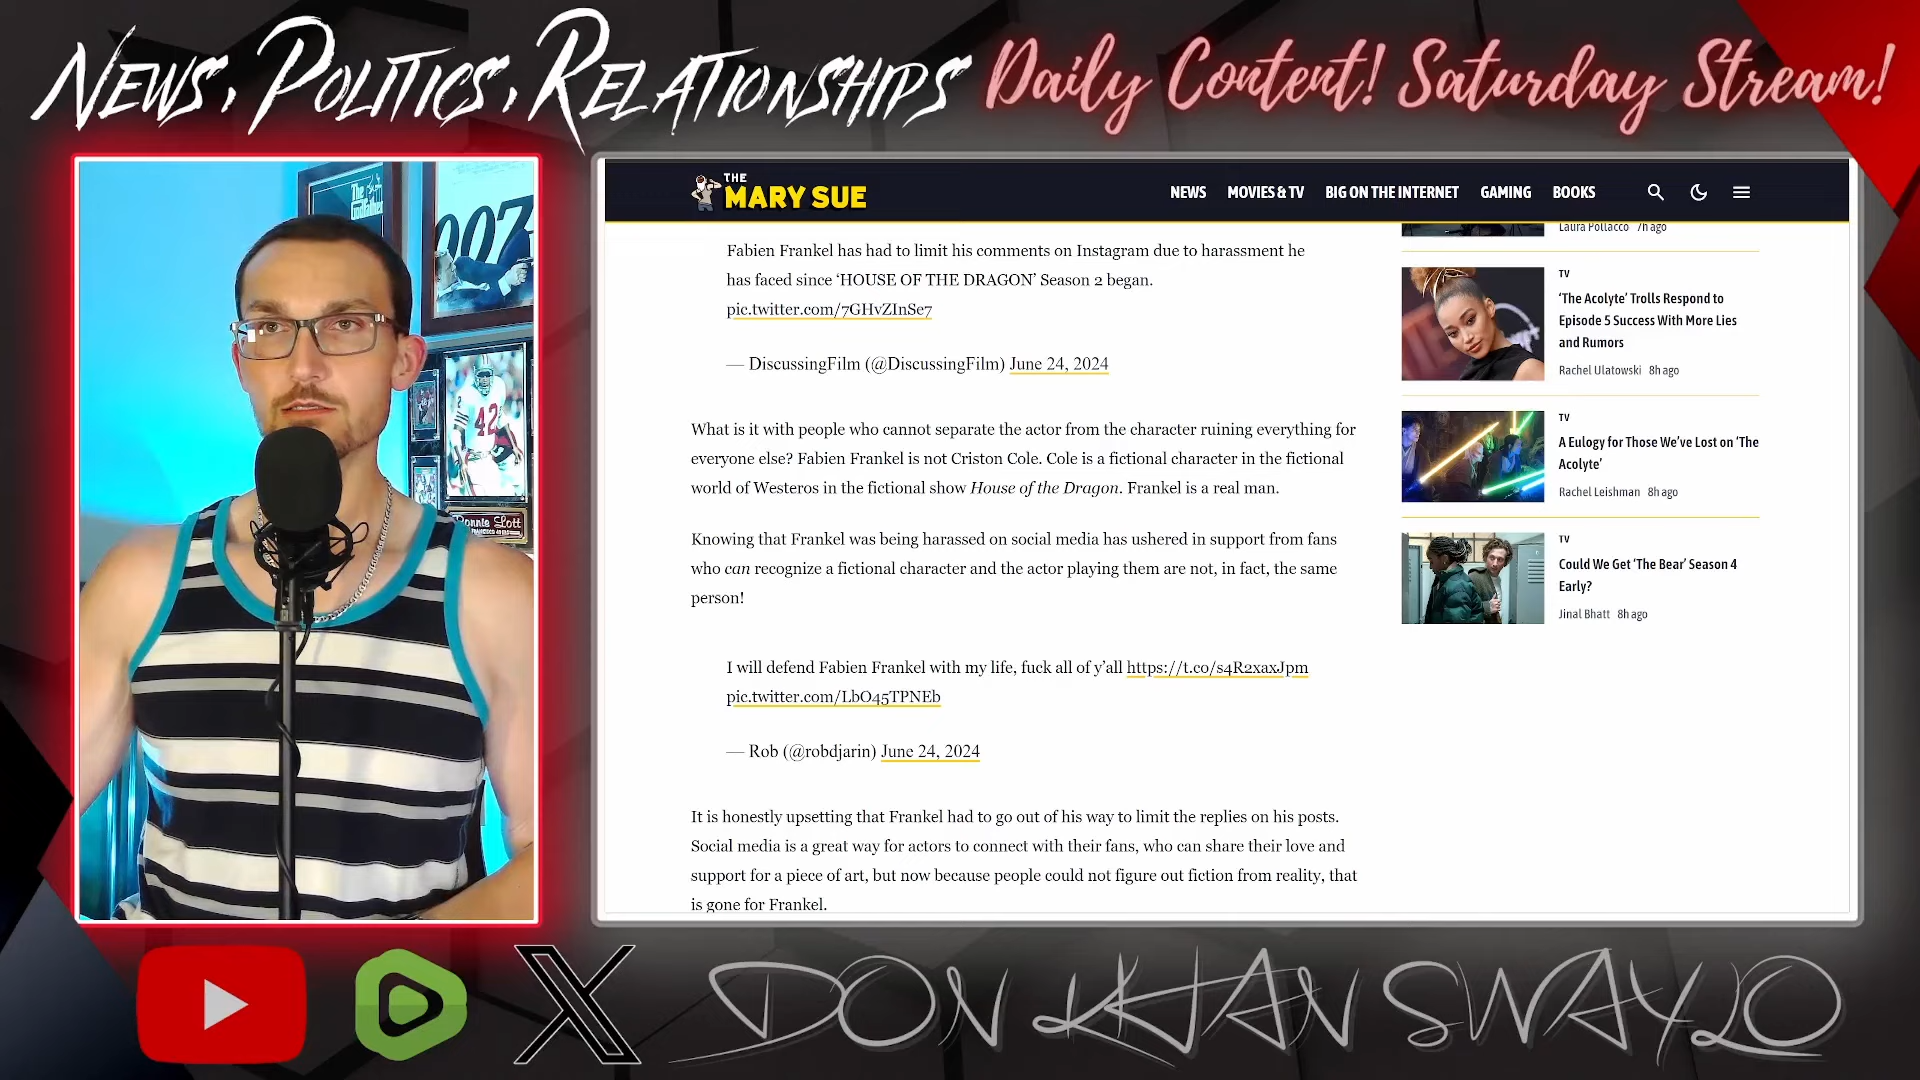 NEWS, POLITICS, RELATIONSHIPS Daily Content! Saturday Stream!
The Godfather
007
42
Ronnie Lott
THE
MARY SUE
NEWS MOVIES & TV BIG ON THE INTERNET GAMING BOOKS
Fabien Frankel has had to limit his comments on Instagram due to harassment he
has faced since ‘HOUSE OF THE DRAGON’ Season 2 began.
pic.twitter.com/7GHvZInSe7
— DiscussingFilm (@DiscussingFilm) June 24, 2024
What is it with people who cannot separate the actor from the character ruining everything for
everyone else? Fabien Frankel is not Criston Cole. Cole is a fictional character in the fictional
world of Westeros in the fictional show House of the Dragon. Frankel is a real man.
Knowing that Frankel was being harassed on social media has ushered in support from fans
who can recognize a fictional character and the actor playing them are not, in fact, the same
person!
I will defend Fabien Frankel with my life, fuck all of y’all https://t.co/s4R2xaxJpm
pic.twitter.com/LbO45TPNEb
— Rob (@robdjarin) June 24, 2024
It is honestly upsetting that Frankel had to go out of his way to limit the replies on his posts.
Social media is a great way for actors to connect with their fans, who can share their love and
support for a piece of art, but now because people could not figure out fiction from reality, that
is gone for Frankel.
Laura Pollacco 7h ago
TV
‘The Acolyte’ Trolls Respond to
Episode 5 Success With More Lies
and Rumors
Rachel Ulatowski 8h ago
TV
A Eulogy for Those We’ve Lost on ‘The
Acolyte’
Rachel Leishman 8h ago
TV
Could We Get ‘The Bear’ Season 4
Early?
Jinal Bhatt 8h ago
X DON KHAN SWAYLO